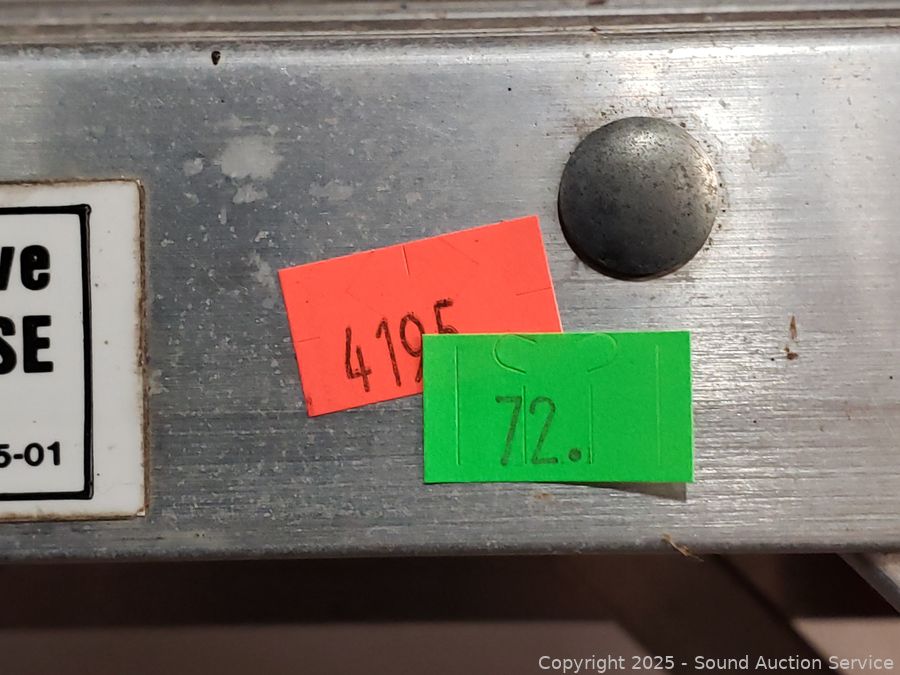 ve
SE
5-01
4195
72.
Copyright 2025 - Sound Auction Service